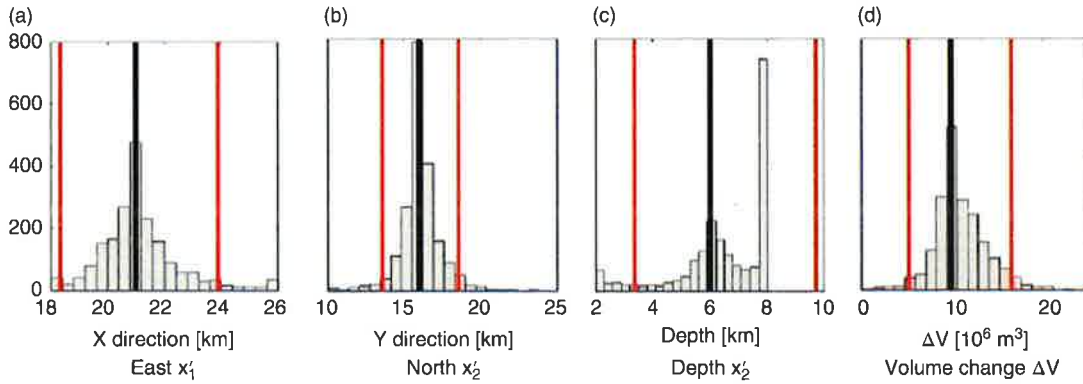 (a) (b) (c) (d)
800
600
400
200
0
18 20 22 24 26 10 15 20 25 2 4 6 8 10 0 10 20
X direction [km] Y direction [km] Depth [km] ΔV [10⁶ m³]
East x′₁ North x′₂ Depth x′₂ Volume change ΔV